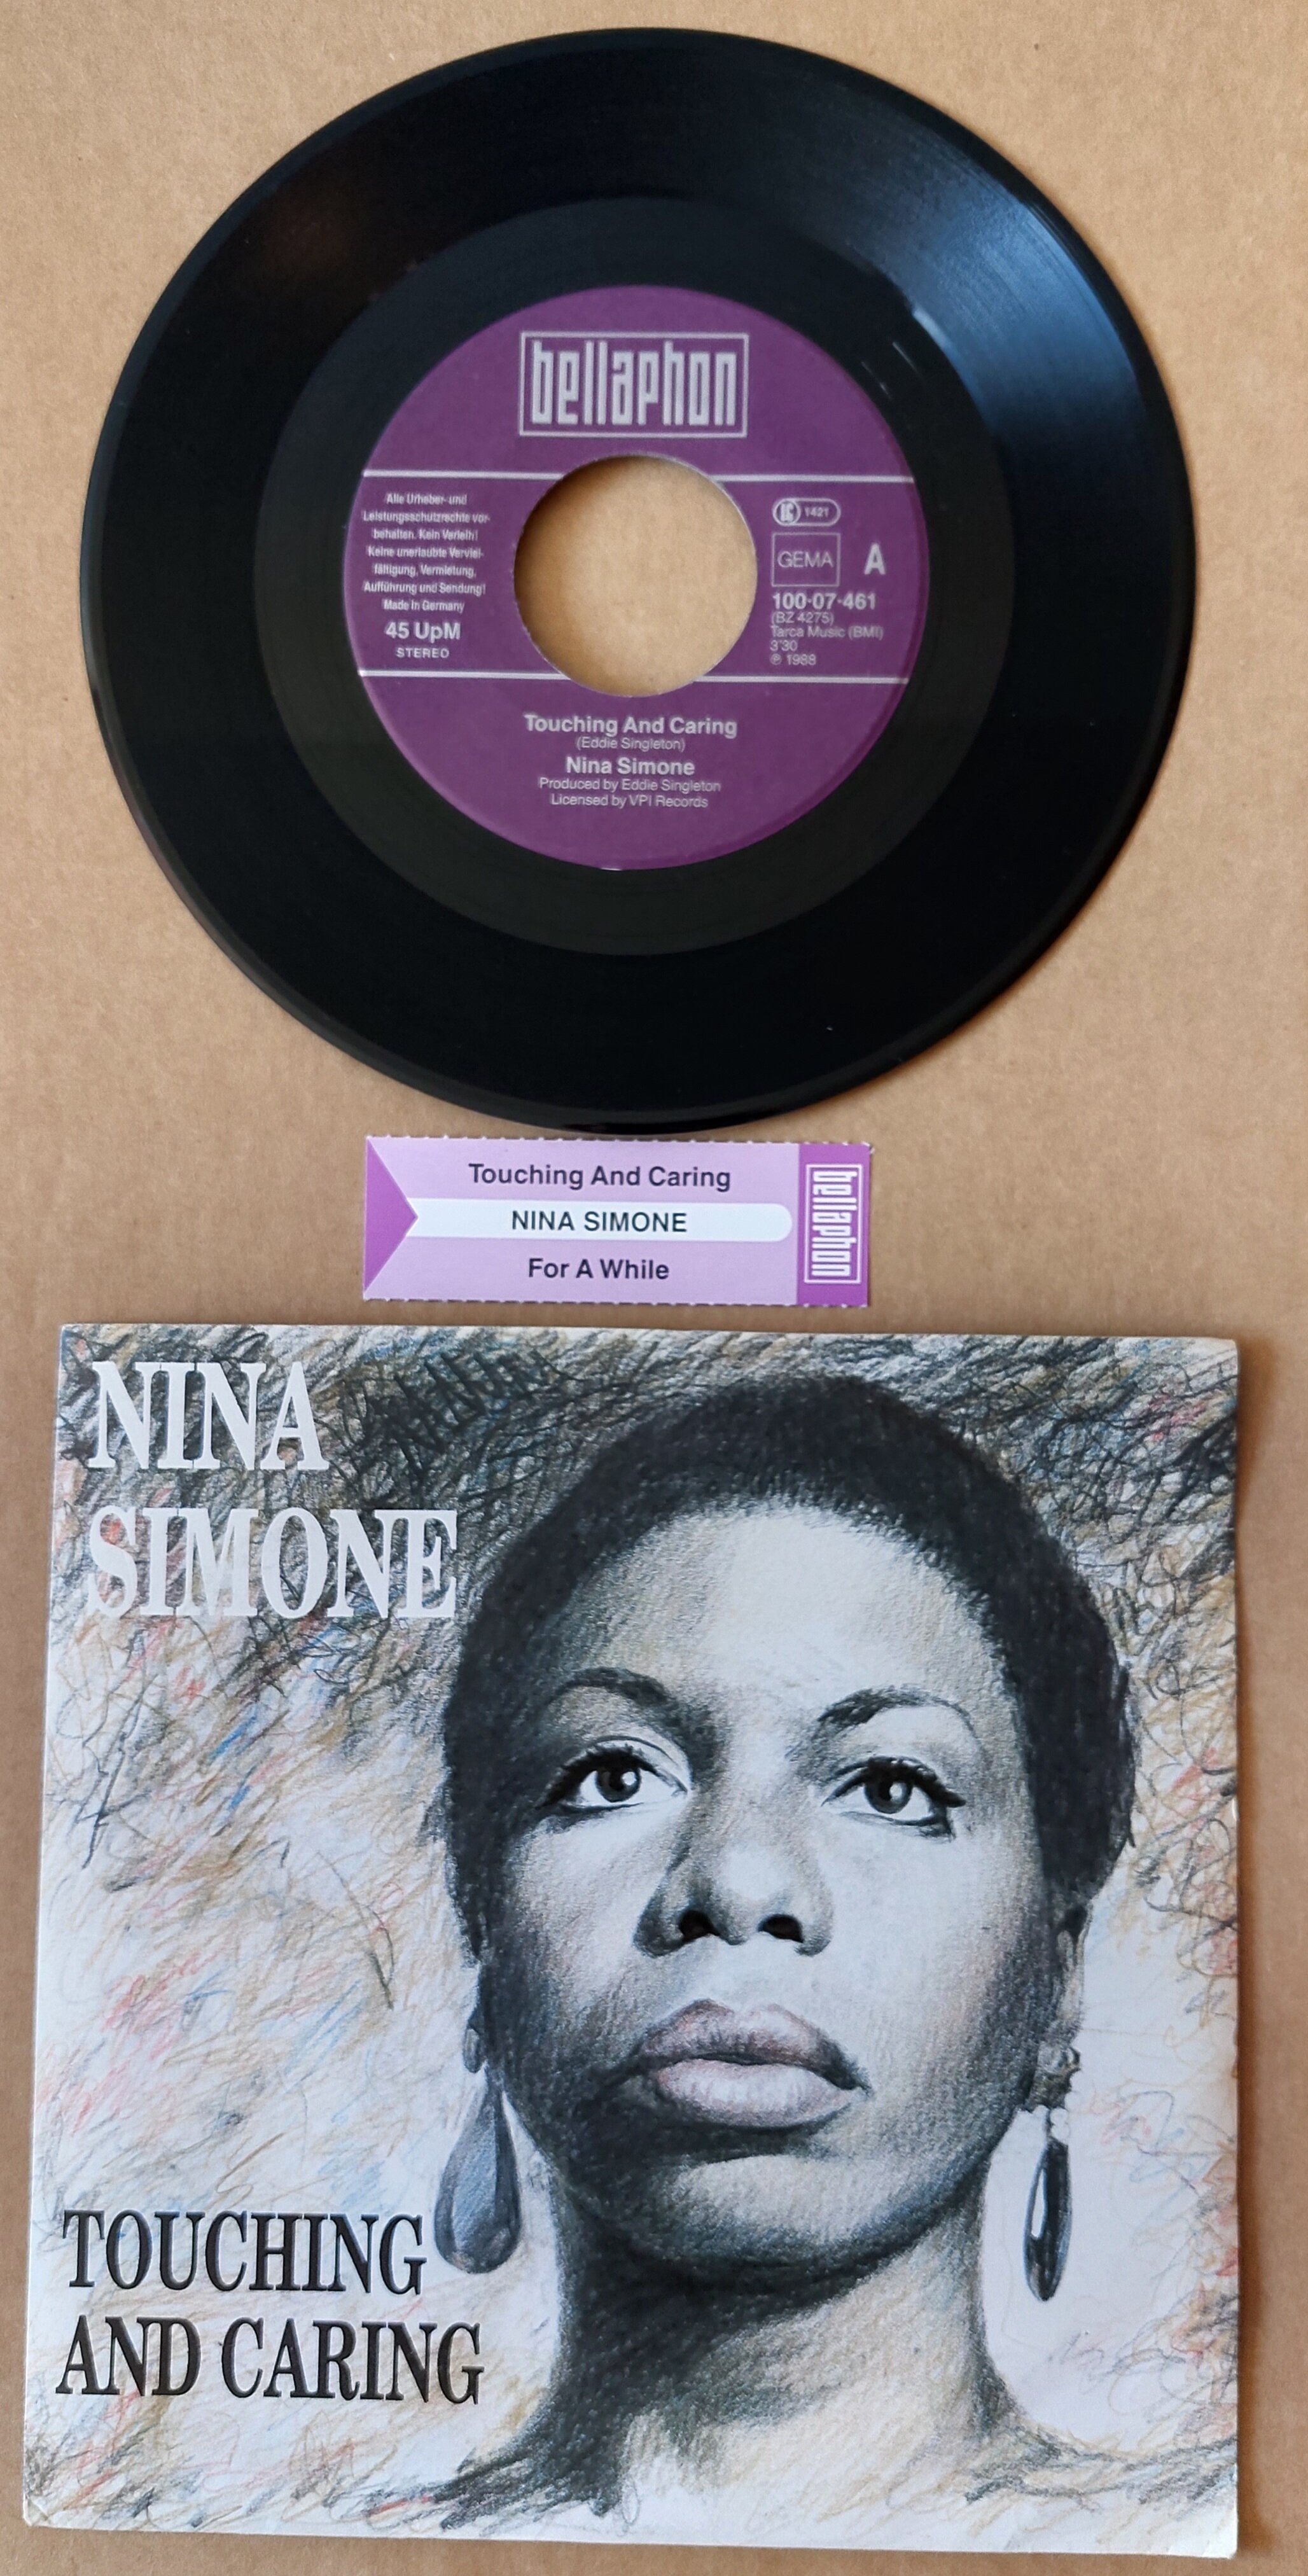 bellaphon
Alle Urheber- und
Leistungsschutzrechte vor-
behalten. Kein Verleih!
Keine unerlaubte Verviel-
fältigung, Vermietung,
Aufführung und Sendung!
Made in Germany
45 UpM
STEREO
LC 1421
GEMA
A
100·07·461
(BZ 4275)
Tarca Music (BMI)
3'30
℗ 1988
Touching And Caring
(Eddie Singleton)
Nina Simone
Produced by Eddie Singleton
Licensed by VPI Records
Touching And Caring
NINA SIMONE
For A While
bellaphon
NINA
SIMONE
TOUCHING
AND CARING